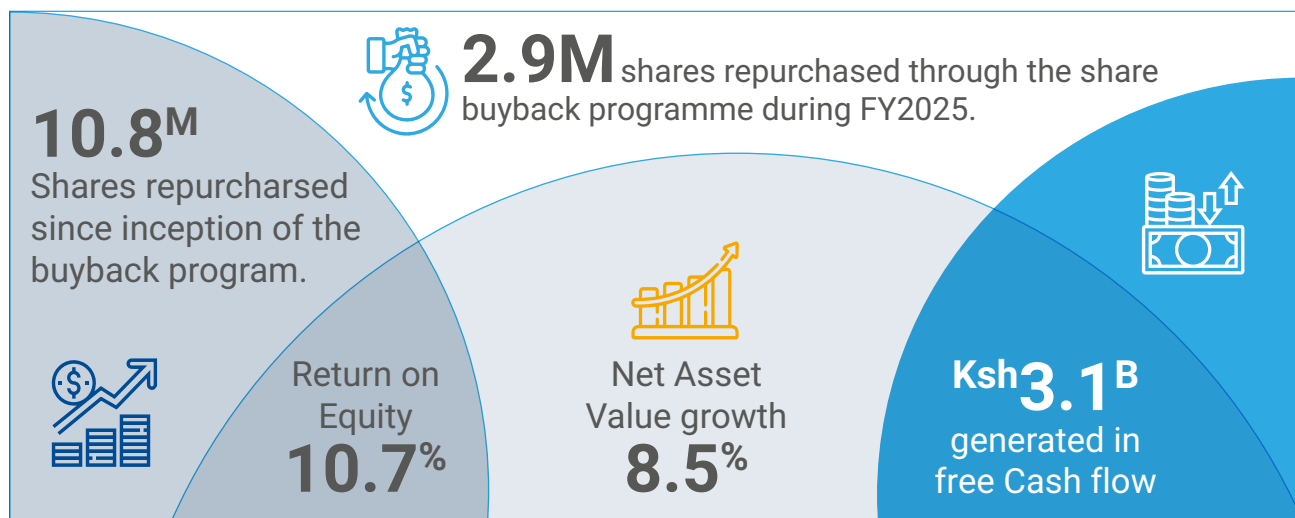 2.9M shares repurchased through the share
buyback programme during FY2025.
10.8M
Shares repurcharsed
since inception of the
buyback program.
Return on
Equity
10.7%
Net Asset
Value growth
8.5%
Ksh3.1B
generated in
free Cash flow